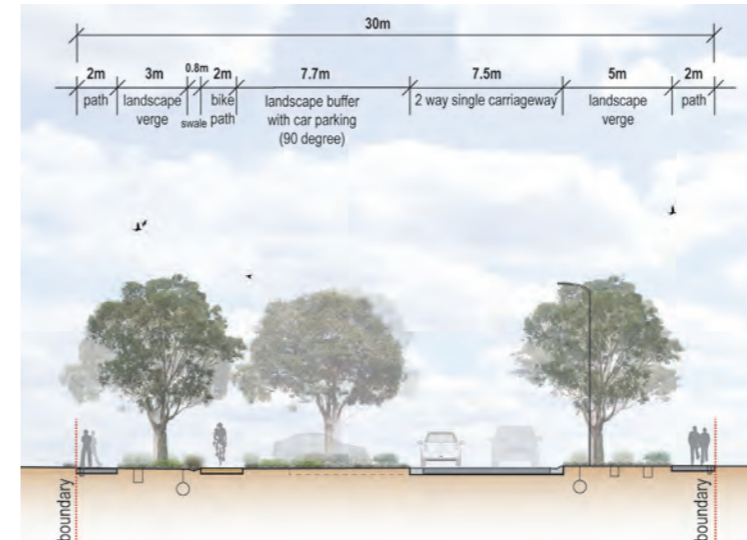 30m
2m 3m 0.8m 2m 7.7m 7.5m 5m 2m
path landscape verge swale bike path landscape buffer with car parking (90 degree) 2 way single carriageway landscape verge path
boundary boundary